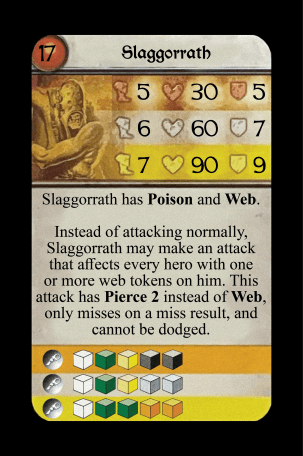 17 Slaggorrath
5 30 5
6 60 7
7 90 9
Slaggorrath has Poison and Web.
Instead of attacking normally,
Slaggorrath may make an attack
that affects every hero with one
or more web tokens on him. This
attack has Pierce 2 instead of Web,
only misses on a miss result, and
cannot be dodged.